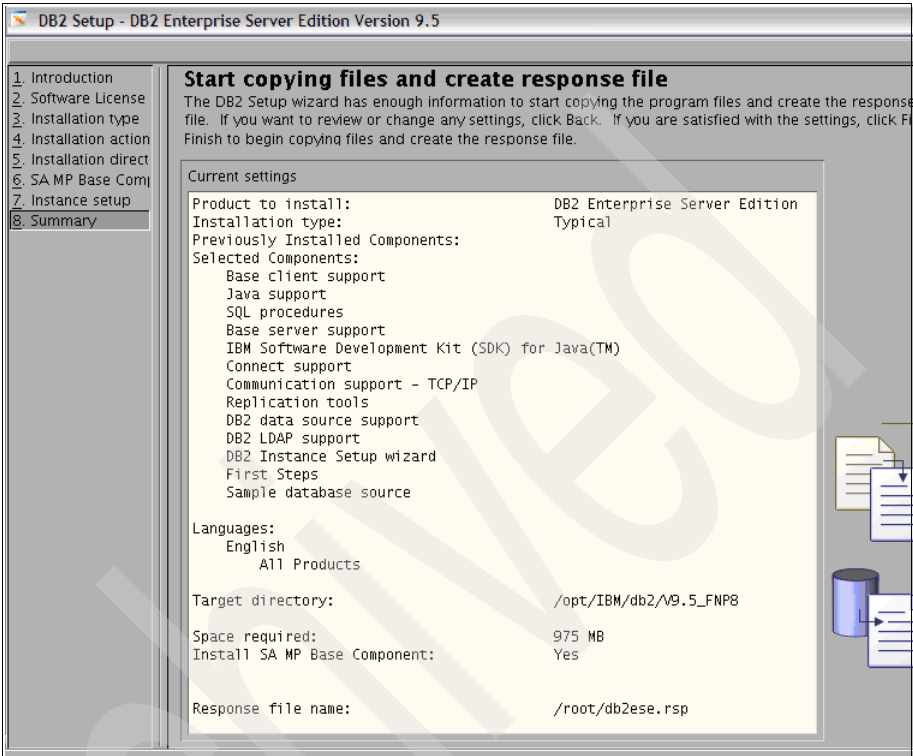 DB2 Setup - DB2 Enterprise Server Edition Version 9.5
1. Introduction
2. Software License
3. Installation type
4. Installation action
5. Installation direct
6. SA MP Base Com
7. Instance setup
8. Summary
Start copying files and create response file
The DB2 Setup wizard has enough information to start copying the program files and create the response
file. If you want to review or change any settings, click Back. If you are satisfied with the settings, click Fi
Finish to begin copying files and create the response file.
Current settings
Product to install: DB2 Enterprise Server Edition
Installation type: Typical
Previously Installed Components:
Selected Components:
Base client support
Java support
SQL procedures
Base server support
IBM Software Development Kit (SDK) for Java(TM)
Connect support
Communication support - TCP/IP
Replication tools
DB2 data source support
DB2 LDAP support
DB2 Instance Setup wizard
First Steps
Sample database source
Languages:
English
All Products
Target directory: /opt/IBM/db2/V9.5_FNP8
Space required: 975 MB
Install SA MP Base Component: Yes
Response file name: /root/db2ese.rsp
hived